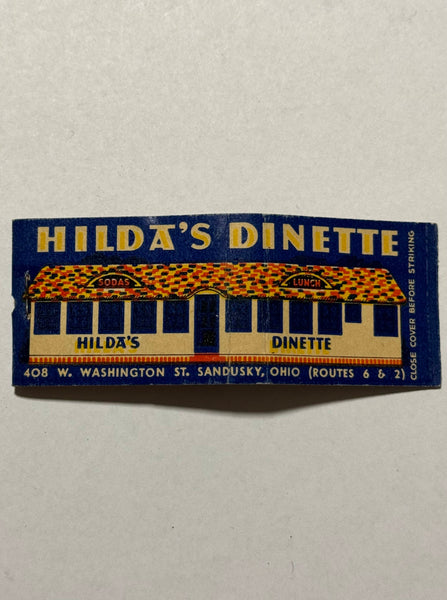 HILDA'S DINETTE
SODAS LUNCH
HILDA'S DINETTE
408 W. WASHINGTON ST. SANDUSKY, OHIO (ROUTES 6 & 2)
CLOSE COVER BEFORE STRIKING